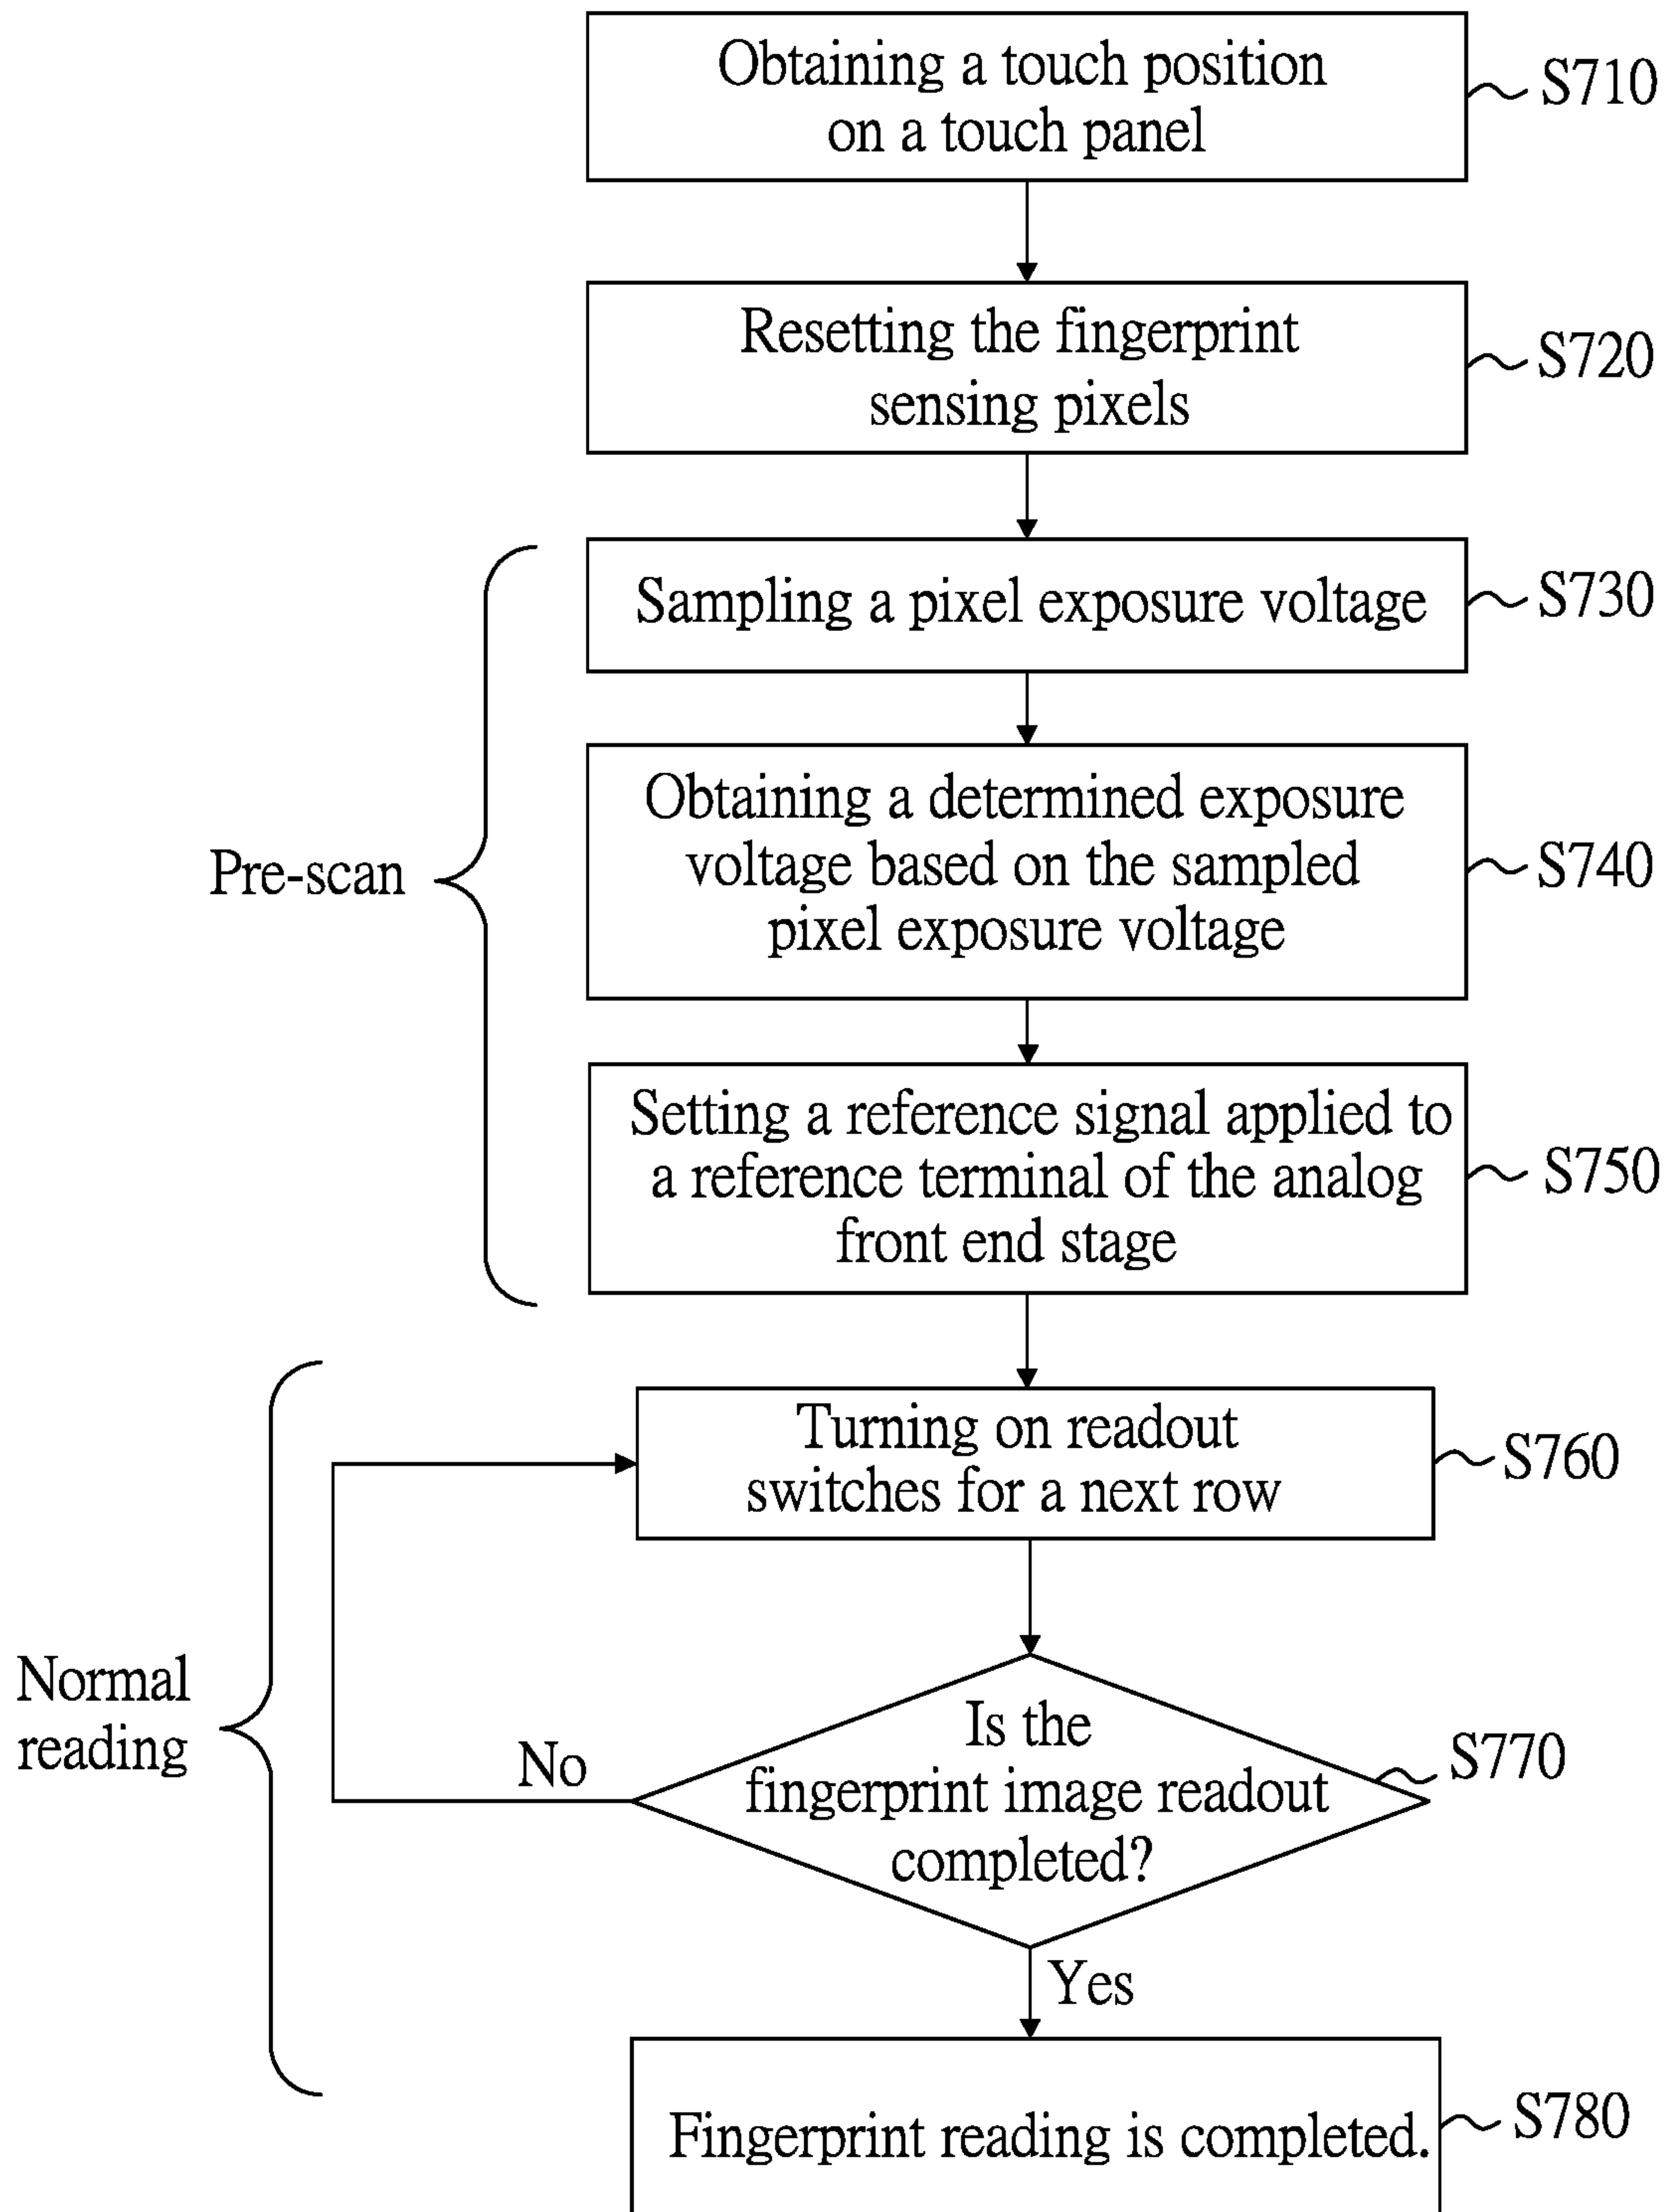 Obtaining a touch position
on a touch panel
S710
Resetting the fingerprint
sensing pixels
S720
Pre-scan
Sampling a pixel exposure voltage
S730
Obtaining a determined exposure
voltage based on the sampled
pixel exposure voltage
S740
Setting a reference signal applied to
a reference terminal of the analog
front end stage
S750
Normal
reading
Turning on readout
switches for a next row
S760
Is the
fingerprint image readout
completed?
S770
No
Yes
Fingerprint reading is completed.
S780